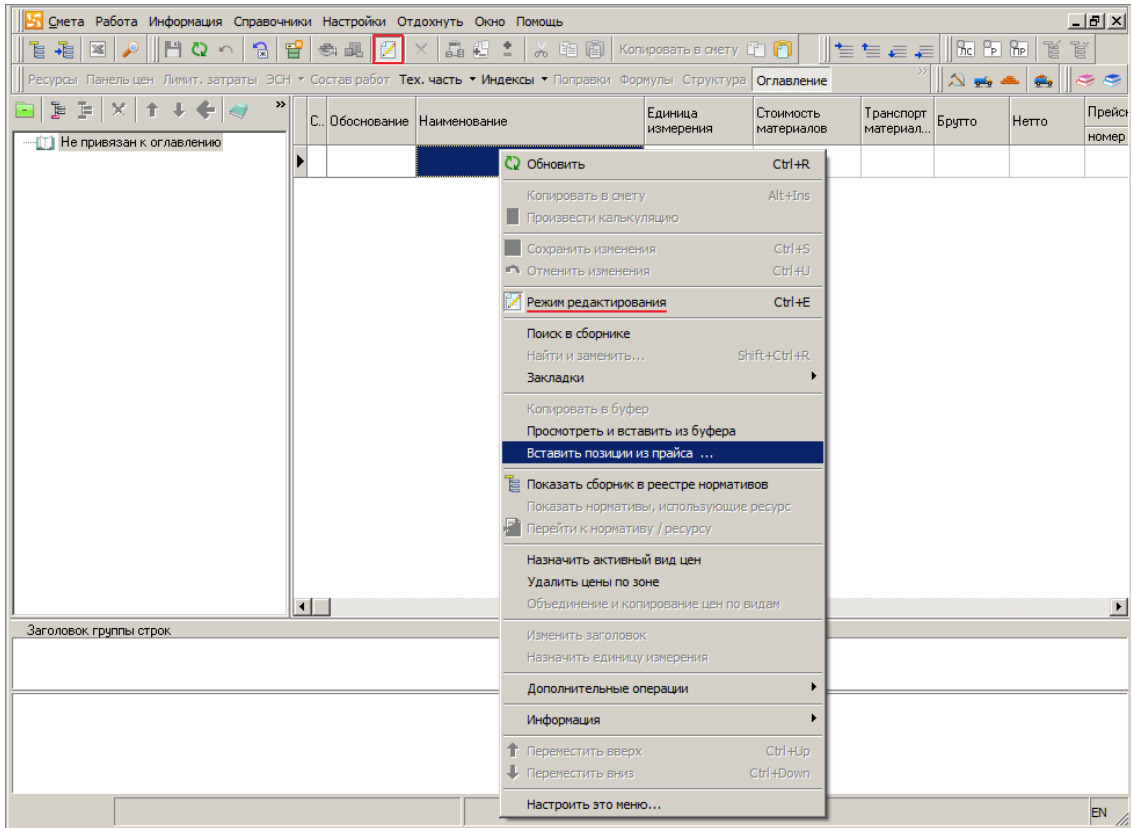 Смета Работа Информация Справочники Настройки Отдохнуть Окно Помощь
Копировать в смету
Ресурсы Панель цен Лимит. затраты ЭСН Состав работ Тех. часть Индексы Поправки Формулы Структура Оглавление
Не привязан к оглавлению
С.. Обоснование Наименование Единица измерения Стоимость материалов Транспорт материал... Брутто Нетто Прейск
номер
Обновить Ctrl+R
Копировать в смету Alt+Ins
Произвести калькуляцию
Сохранить изменения Ctrl+S
Отменить изменения Ctrl+U
Режим редактирования Ctrl+E
Поиск в сборнике
Найти и заменить... Shift+Ctrl+R
Закладки
Копировать в буфер
Просмотреть и вставить из буфера
Вставить позиции из прайса ...
Показать сборник в реестре нормативов
Показать нормативы, использующие ресурс
Перейти к нормативу / ресурсу
Назначить активный вид цен
Удалить цены по зоне
Объединение и копирование цен по видам
Изменить заголовок
Назначить единицу измерения
Дополнительные операции
Информация
Переместить вверх Ctrl+Up
Переместить вниз Ctrl+Down
Настроить это меню...
Заголовок группы строк
EN